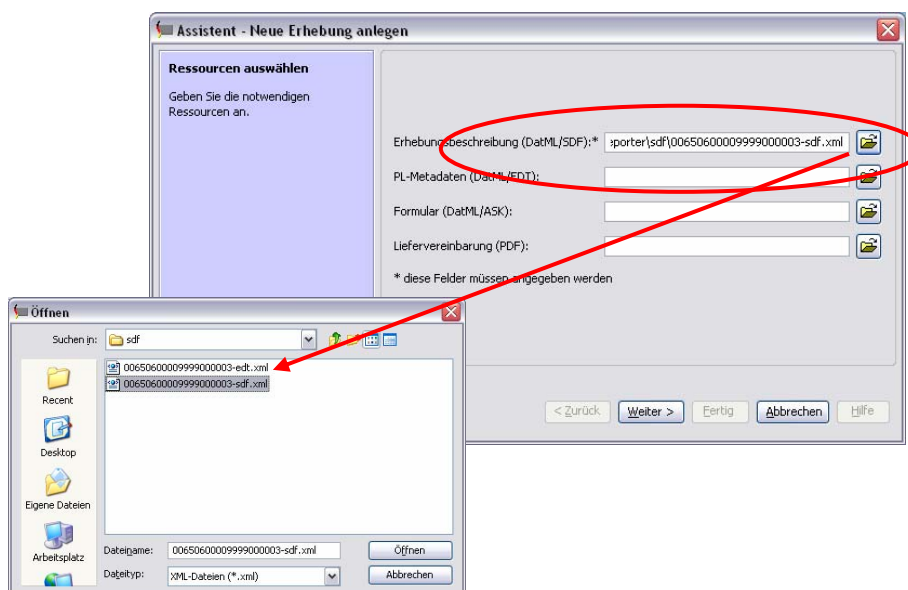 Assistent - Neue Erhebung anlegen
Ressourcen auswählen
Geben Sie die notwendigen
Ressourcen an.
Erhebungsbeschreibung (DatML/SDF):*
:porter\sdf\00650600009999000003-sdf.xml
PL-Metadaten (DatML/EDT):
Formular (DatML/ASK):
Liefervereinbarung (PDF):
* diese Felder müssen angegeben werden
< Zurück
Weiter >
Fertig
Abbrechen
Hilfe
Öffnen
Suchen in:
sdf
00650600009999000003-edt.xml
00650600009999000003-sdf.xml
Recent
Desktop
Eigene Dateien
Arbeitsplatz
Dateiname:
00650600009999000003-sdf.xml
Öffnen
Dateityp:
XML-Dateien (*.xml)
Abbrechen